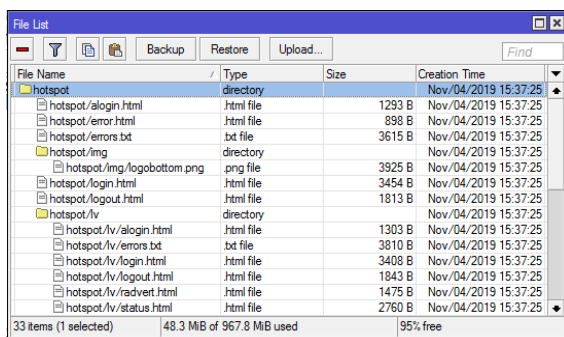 File List
Backup Restore Upload... Find
File Name / Type Size Creation Time
hotspot directory Nov/04/2019 15:37:25
hotspot/alogin.html .html file 1293 B Nov/04/2019 15:37:25
hotspot/error.html .html file 898 B Nov/04/2019 15:37:25
hotspot/errors.txt .txt file 3615 B Nov/04/2019 15:37:25
hotspot/img directory Nov/04/2019 15:37:25
hotspot/img/logobottom.png .png file 3925 B Nov/04/2019 15:37:25
hotspot/login.html .html file 3454 B Nov/04/2019 15:37:25
hotspot/logout.html .html file 1813 B Nov/04/2019 15:37:25
hotspot/lv directory Nov/04/2019 15:37:25
hotspot/lv/alogin.html .html file 1303 B Nov/04/2019 15:37:25
hotspot/lv/errors.txt .txt file 3810 B Nov/04/2019 15:37:25
hotspot/lv/login.html .html file 3408 B Nov/04/2019 15:37:25
hotspot/lv/logout.html .html file 1843 B Nov/04/2019 15:37:25
hotspot/lv/radvert.html .html file 1475 B Nov/04/2019 15:37:25
hotspot/lv/status.html .html file 2760 B Nov/04/2019 15:37:25
33 items (1 selected) 48.3 MiB of 967.8 MiB used 95% free